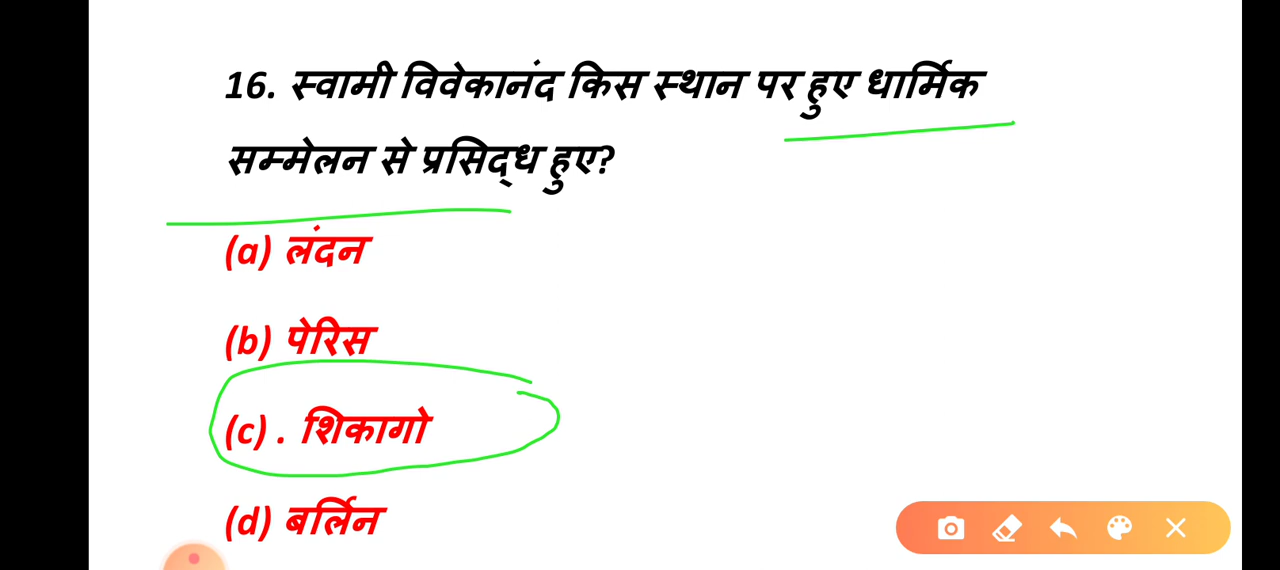 16. स्वामी विवेकानंद किस स्थान पर हुए धार्मिक
सम्मेलन से प्रसिद्ध हुए?
(a) लंदन
(b) पेरिस
(c) . शिकागो
(d) बर्लिन